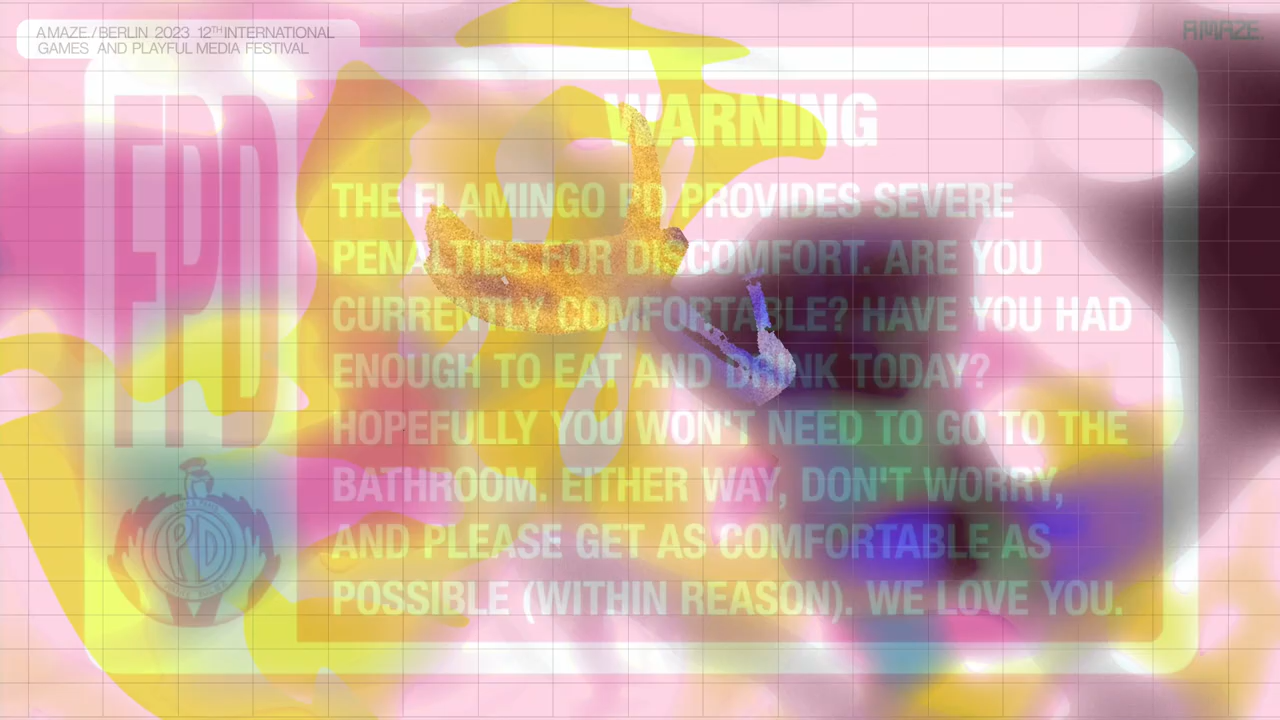 AMAZE./BERLIN 2023 12TH INTERNATIONAL
GAMES AND PLAYFUL MEDIA FESTIVAL
AMAZE.
FPD
WARNING
THE FLAMINGO PD PROVIDES SEVERE
PENALTIES FOR DISCOMFORT. ARE YOU
CURRENTLY COMFORTABLE? HAVE YOU HAD
ENOUGH TO EAT AND DRINK TODAY?
HOPEFULLY YOU WON'T NEED TO GO TO THE
BATHROOM. EITHER WAY, DON'T WORRY,
AND PLEASE GET AS COMFORTABLE AS
POSSIBLE (WITHIN REASON). WE LOVE YOU.
PD